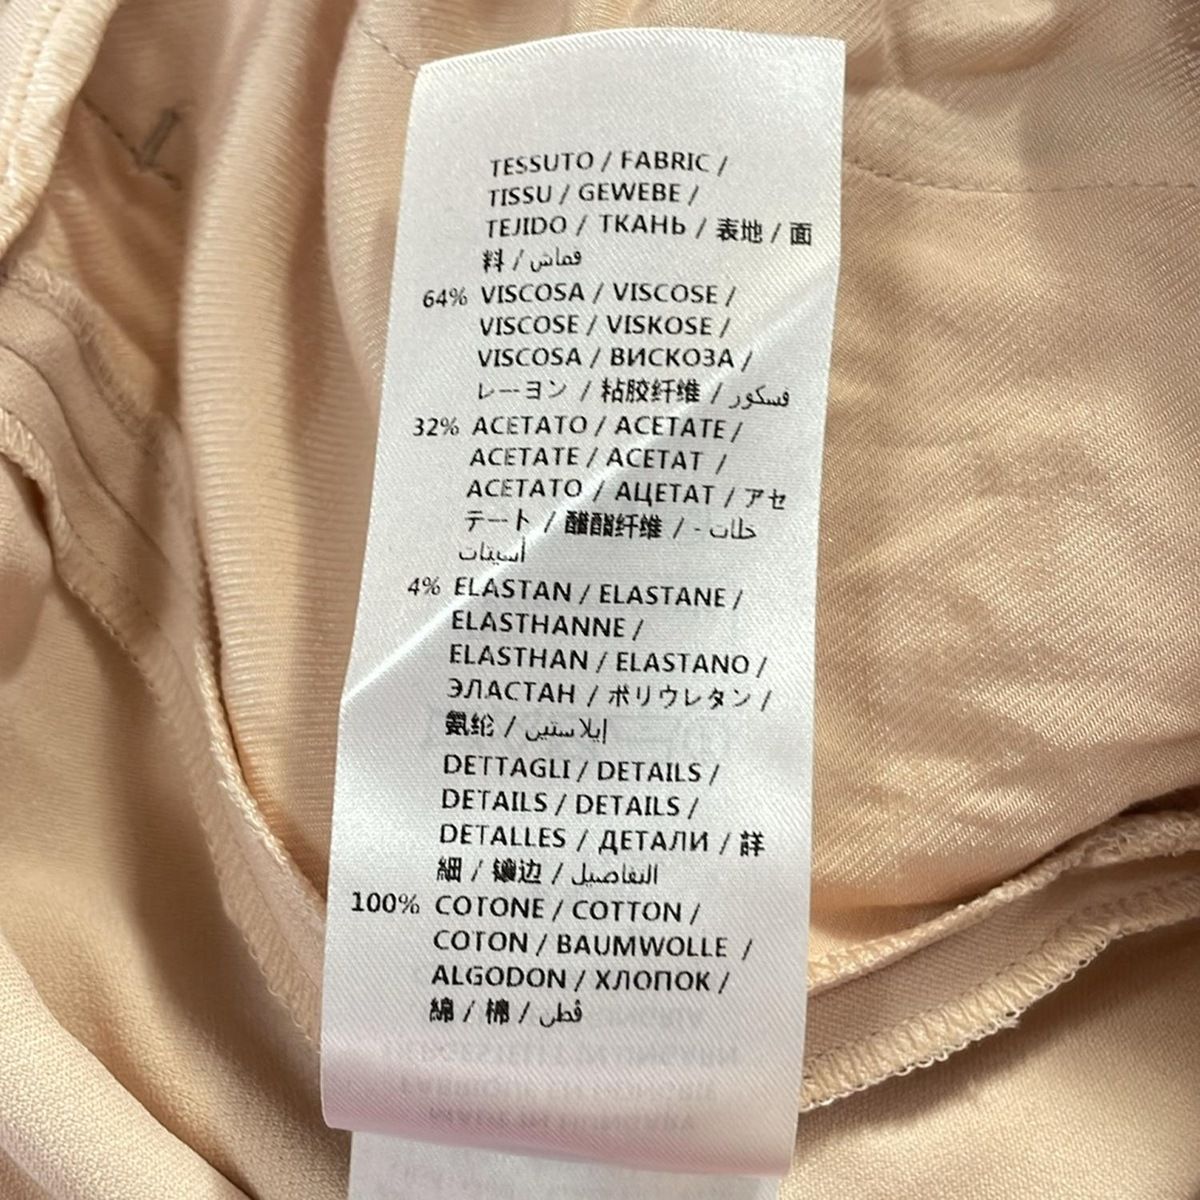 TESSUTO / FABRIC /
TISSU / GEWEBE /
TEJIDO / ТКАНЬ / 表地 / 面
料 / قماش
64% VISCOSA / VISCOSE /
VISCOSE / VISKOSE /
VISCOSA / ВИСКОЗА /
レーヨン / 粘胶纤维 / فسكور
32% ACETATO / ACETATE /
ACETATE / ACETAT /
ACETATO / АЦЕТАТ / アセ
テート / 醋酯纤维 / - خلات
أسيتات
4% ELASTAN / ELASTANE /
ELASTHANNE /
ELASTHAN / ELASTANO /
ЭЛАСТАН / ポリウレタン /
氨纶 / إيلاستين
DETTAGLI / DETAILS /
DETAILS / DETAILS /
DETALLES / ДЕТАЛИ / 詳
細 / 镶边 / التفاصيل
100% COTONE / COTTON /
COTON / BAUMWOLLE /
ALGODON / ХЛОПОК /
綿 / 棉 / قطن